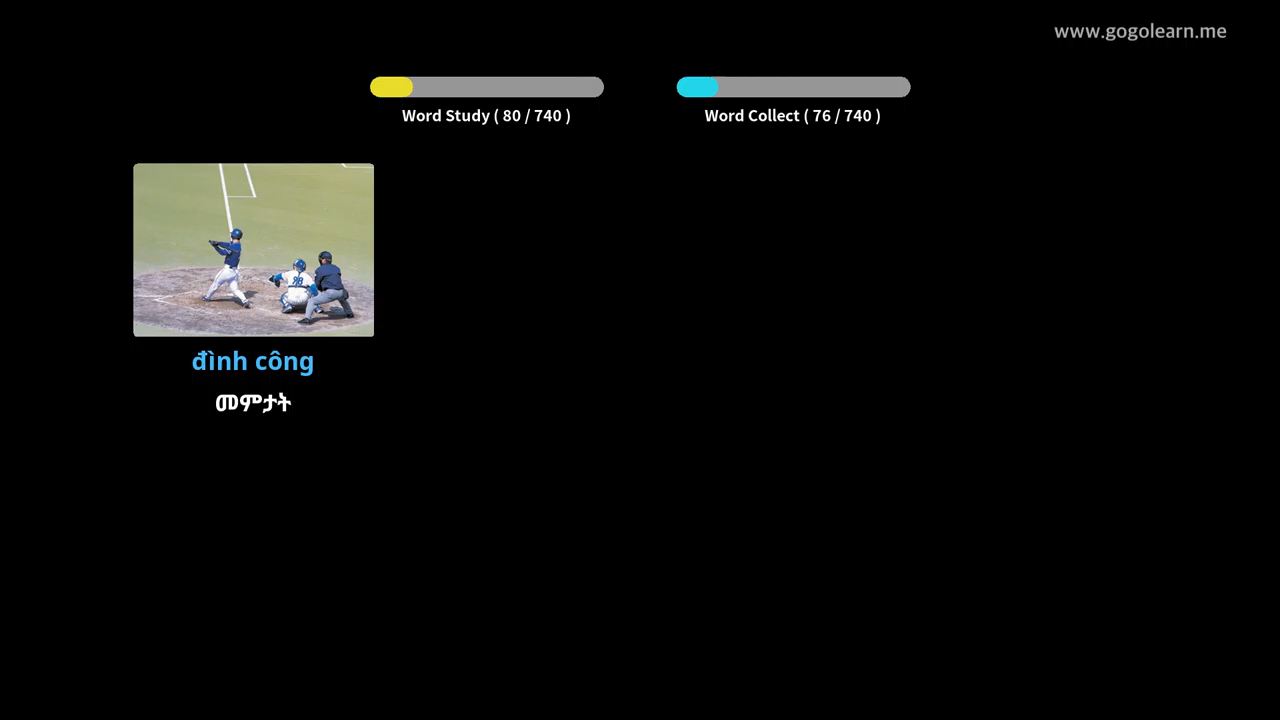 www.gogolearn.me
Word Study ( 80 / 740 )
Word Collect ( 76 / 740 )
đình công
መምታት